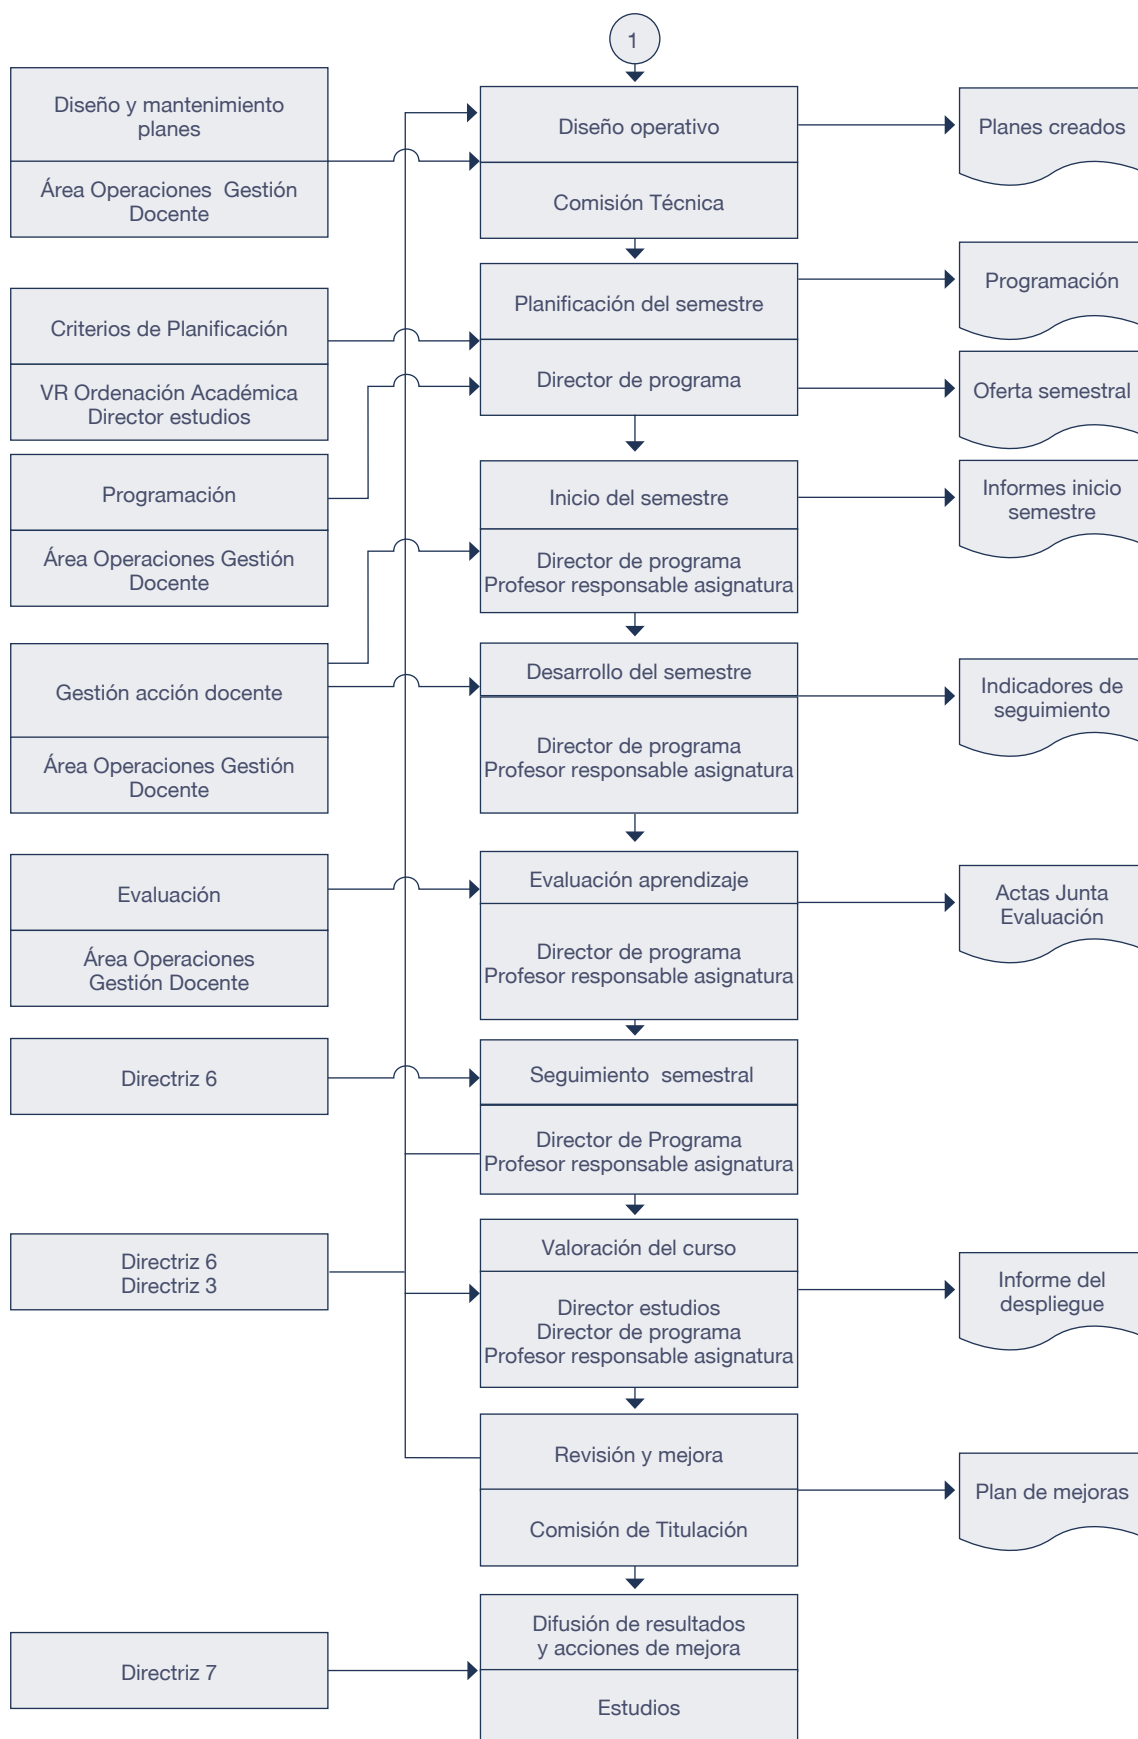 1
Diseño y mantenimiento
planes
Área Operaciones Gestión
Docente
Diseño operativo
Comisión Técnica
Planes creados
Criterios de Planificación
VR Ordenación Académica
Director estudios
Planificación del semestre
Director de programa
Programación
Oferta semestral
Programación
Área Operaciones Gestión
Docente
Inicio del semestre
Director de programa
Profesor responsable asignatura
Informes inicio
semestre
Gestión acción docente
Área Operaciones Gestión
Docente
Desarrollo del semestre
Director de programa
Profesor responsable asignatura
Indicadores de
seguimiento
Evaluación
Área Operaciones
Gestión Docente
Evaluación aprendizaje
Director de programa
Profesor responsable asignatura
Actas Junta
Evaluación
Directriz 6
Seguimiento semestral
Director de Programa
Profesor responsable asignatura
Directriz 6
Directriz 3
Valoración del curso
Director estudios
Director de programa
Profesor responsable asignatura
Informe del
despliegue
Revisión y mejora
Comisión de Titulación
Plan de mejoras
Directriz 7
Difusión de resultados
y acciones de mejora
Estudios